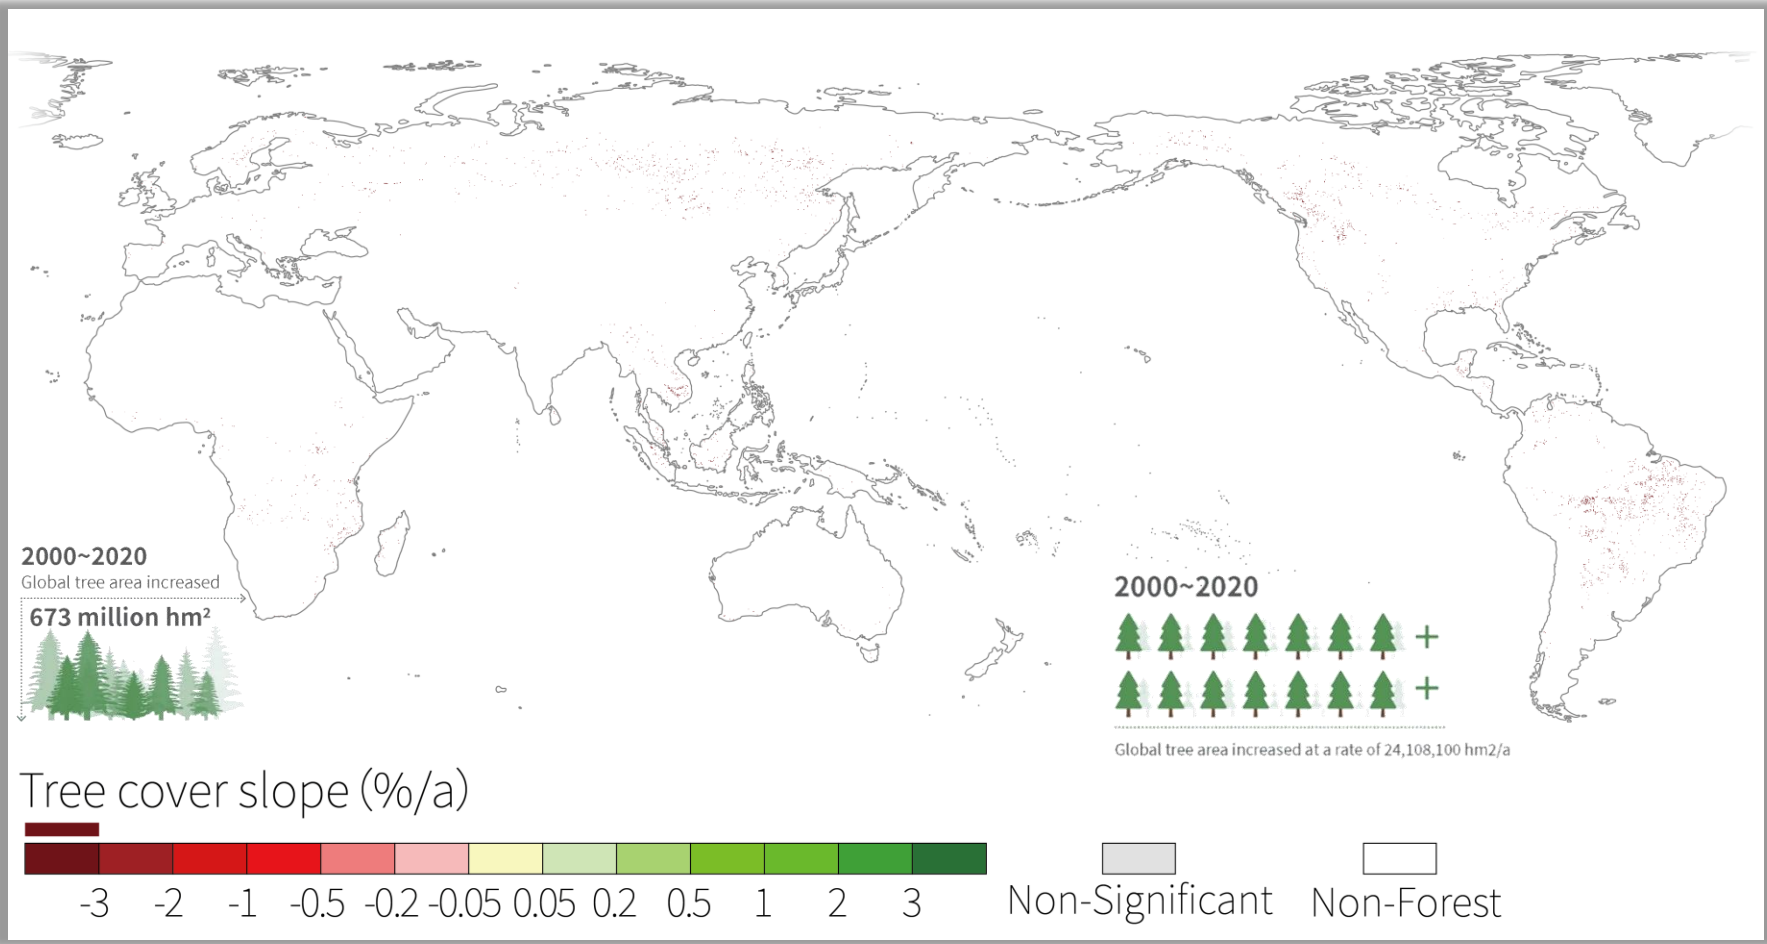 2000~2020
Global tree area increased
673 million hm²
2000~2020
+
+
Global tree area increased at a rate of 24,108,100 hm2/a
Tree cover slope (%/a)
-3 -2 -1 -0.5 -0.2 -0.05 0.05 0.2 0.5 1 2 3
Non-Significant Non-Forest